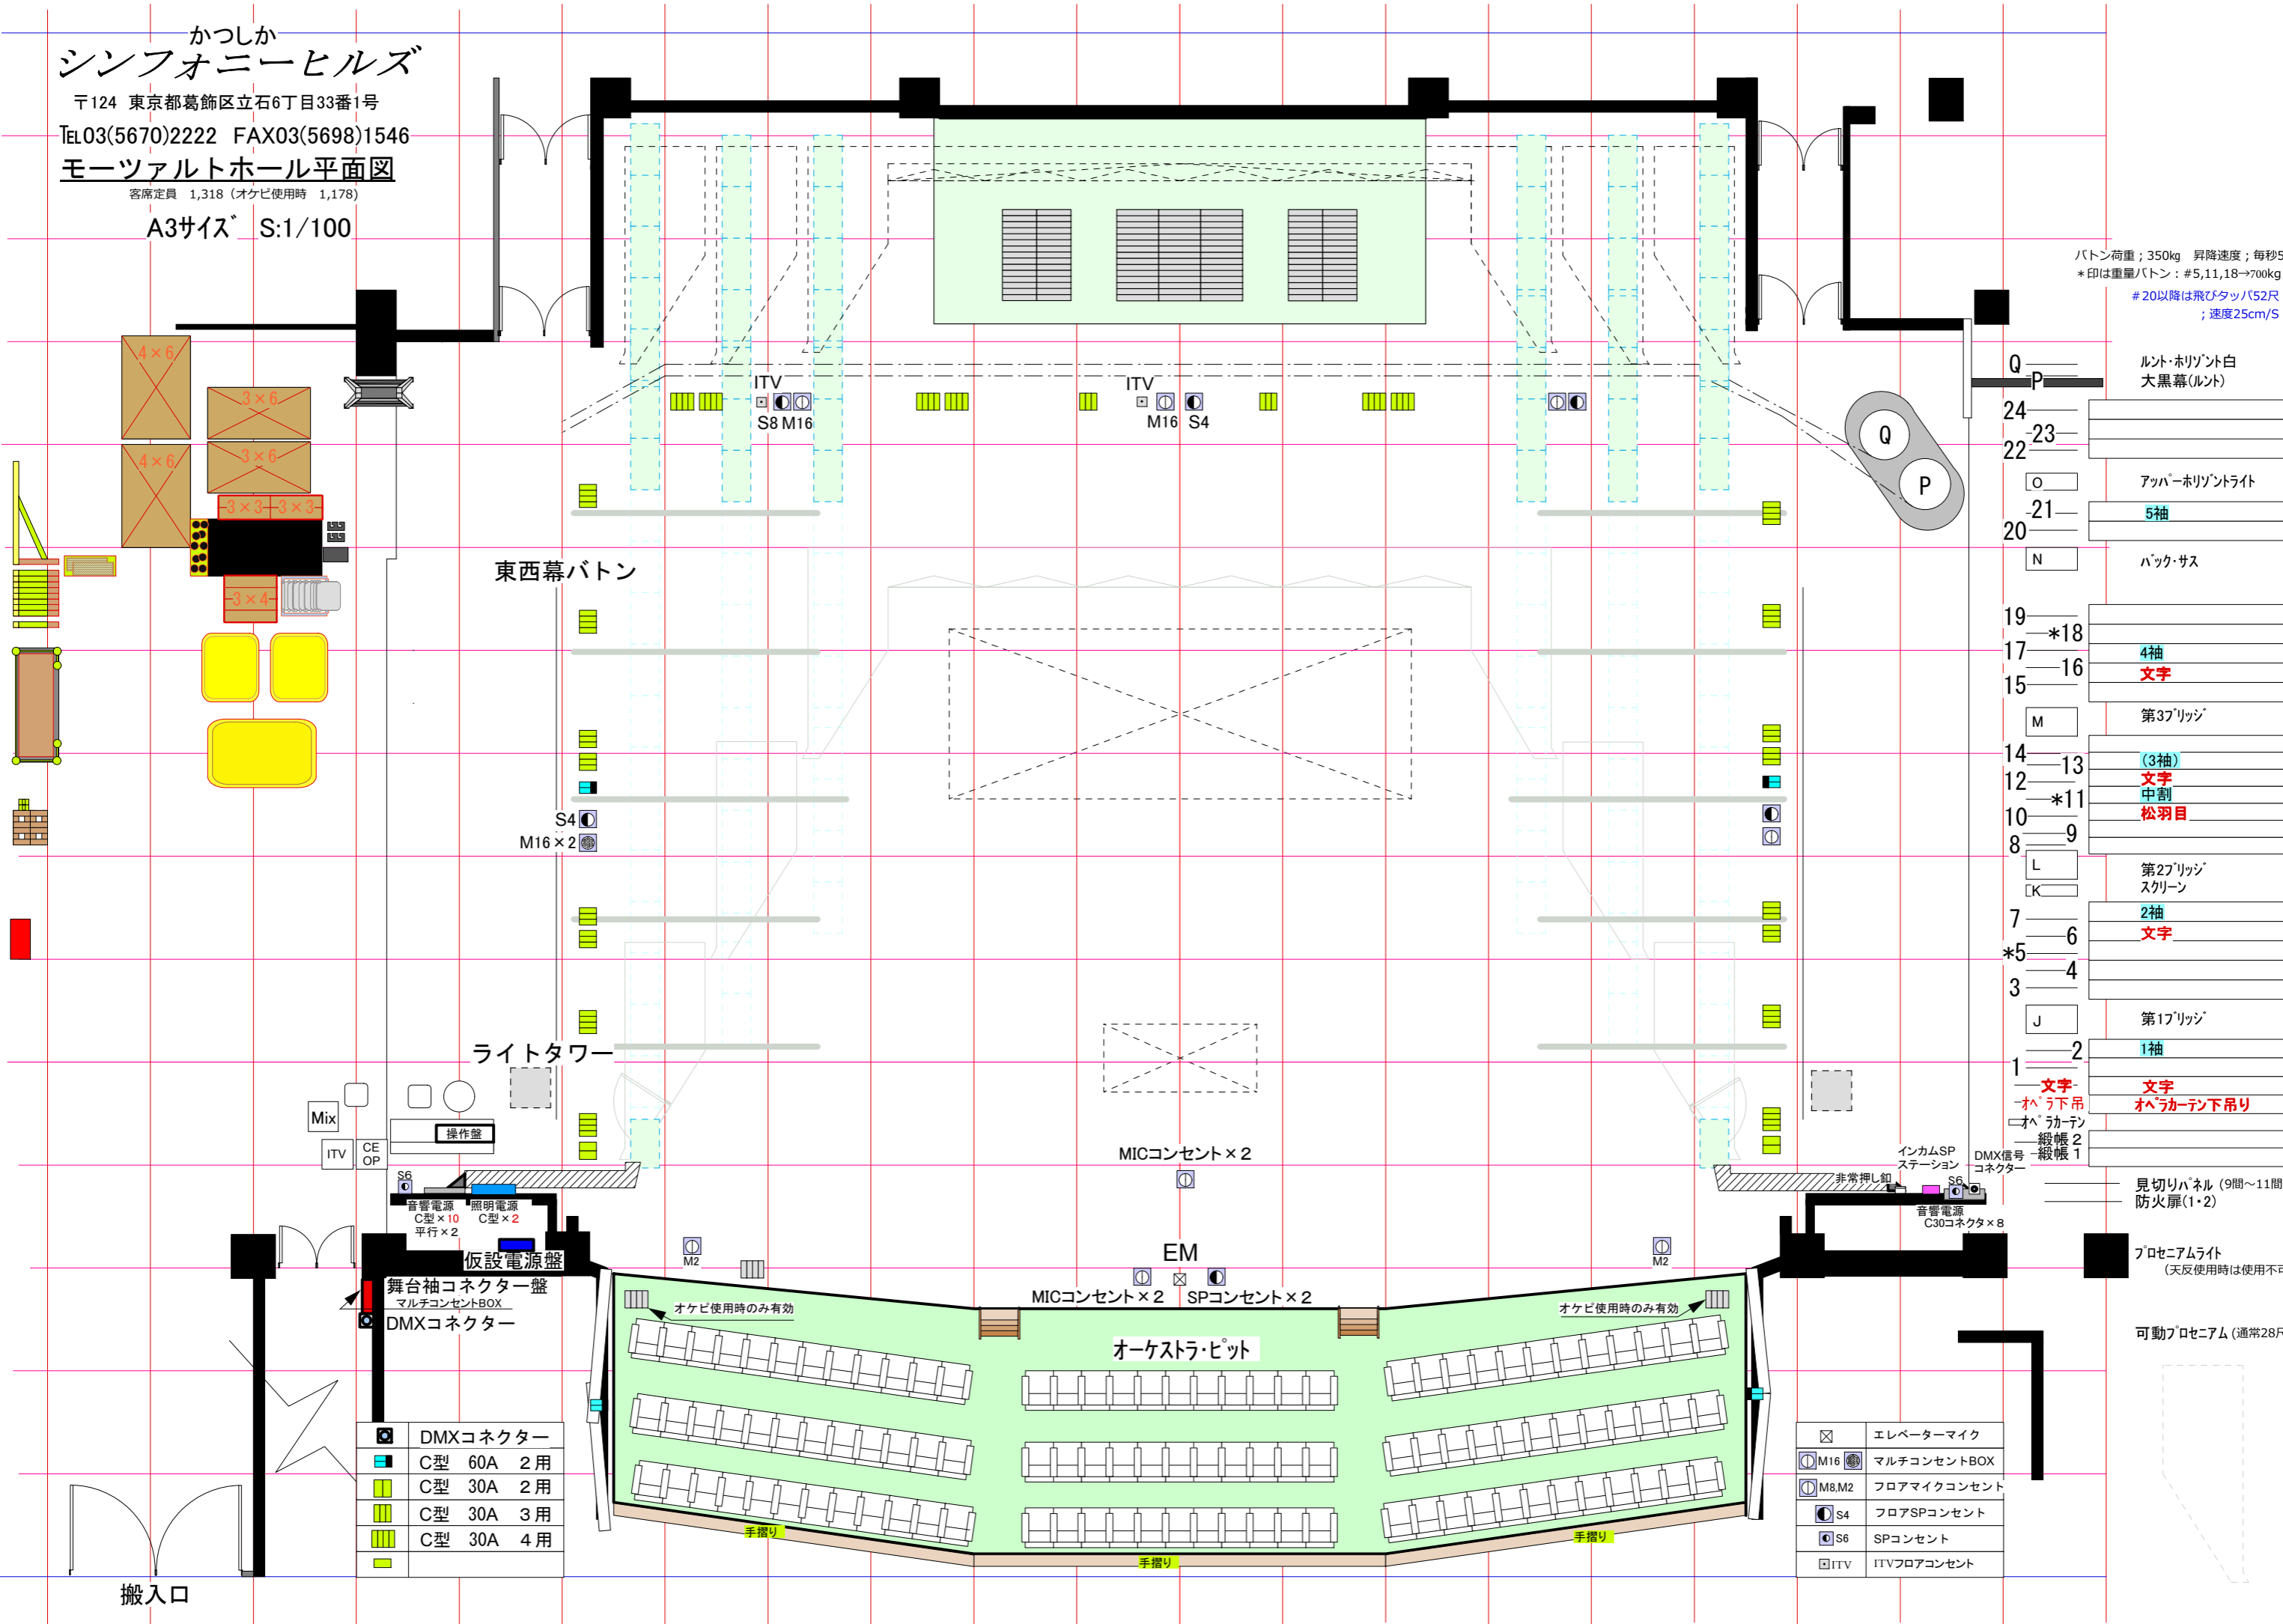 かつしか
シンフォニーヒルズ
〒124 東京都葛飾区立石6丁目33番1号
TEL03(5670)2222 FAX03(5698)1546
モーツァルトホール平面図
客席定員 1,318（オケピ使用時 1,178）
A3サイズ S:1/100
バトン荷重；350kg 昇降速度；毎秒5
＊印は重量バトン：#5,11,18→700kg
#20以降は飛びタッパ52尺
；速度25cm/S
4×6
3×6
4×6
3×6
3×3
3×3
3×4
ITV
S8 M16
ITV
M16 S4
Q
P
Q ルント・ホリゾント白
P 大黒幕(ルント)
24
23
22
O アッパーホリゾントライト
21 5袖
20
N バック・サス
19
*18
17 4袖
16 文字
15
M 第3ブリッジ
14
13 (3袖)
12 文字
*11 中割
10 松羽目
9
8
L 第2ブリッジ
K スクリーン
7 2袖
6 文字
*5
4
3
J 第1ブリッジ
2 1袖
1
文字 文字
オペラ下吊 オペラカーテン下吊り
オペラカーテン
緞帳2
緞帳1
見切りパネル (9間～11間
防火扉(1・2)
プロセニアムライト
(天反使用時は使用不可
可動プロセニアム (通常28尺
東西幕バトン
S4
M16×2
ライトタワー
Mix
操作盤
ITV
CE
OP
S6
音響電源
C型×10
平行×2
照明電源
C型×2
仮設電源盤
舞台袖コネクター盤
マルチコンセントBOX
DMXコネクター
MICコンセント×2
M2
EM
MICコンセント×2 SPコンセント×2
M2
インカムSP
ステーション
DMX信号
コネクター
非常押し釦
S6
音響電源
C30コネクタ×8
オケピ使用時のみ有効
オケピ使用時のみ有効
オーケストラ・ピット
手摺り
手摺り
手摺り
搬入口
DMXコネクター
C型 60A 2用
C型 30A 2用
C型 30A 3用
C型 30A 4用
エレベーターマイク
M16 マルチコンセントBOX
M8,M2 フロアマイクコンセント
S4 フロアSPコンセント
S6 SPコンセント
ITV ITVフロアコンセント